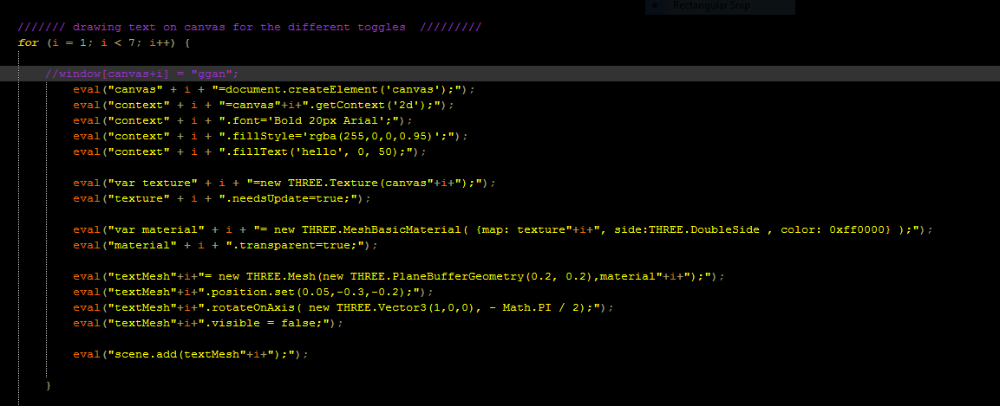 Rectangular Snip
/////// drawing text on canvas for the different toggles /////////
for (i = 1; i < 7; i++) {
//window[canvas+i] = "ggan";
eval("canvas" + i + "=document.createElement('canvas');");
eval("context" + i + "=canvas"+i+".getContext('2d');");
eval("context" + i + ".font='Bold 20px Arial';");
eval("context" + i + ".fillStyle='rgba(255,0,0,0.95)';");
eval("context" + i + ".fillText('hello', 0, 50);");
eval("var texture" + i + "=new THREE.Texture(canvas"+i+");");
eval("texture" + i + ".needsUpdate=true;");
eval("var material" + i + "= new THREE.MeshBasicMaterial( {map: texture"+i+", side:THREE.DoubleSide , color: 0xff0000} );");
eval("material" + i + ".transparent=true;");
eval("textMesh"+i+"= new THREE.Mesh(new THREE.PlaneBufferGeometry(0.2, 0.2),material"+i+");");
eval("textMesh"+i+".position.set(0.05,-0.3,-0.2);");
eval("textMesh"+i+".rotateOnAxis( new THREE.Vector3(1,0,0), - Math.PI / 2);");
eval("textMesh"+i+".visible = false;");
eval("scene.add(textMesh"+i+");");
}